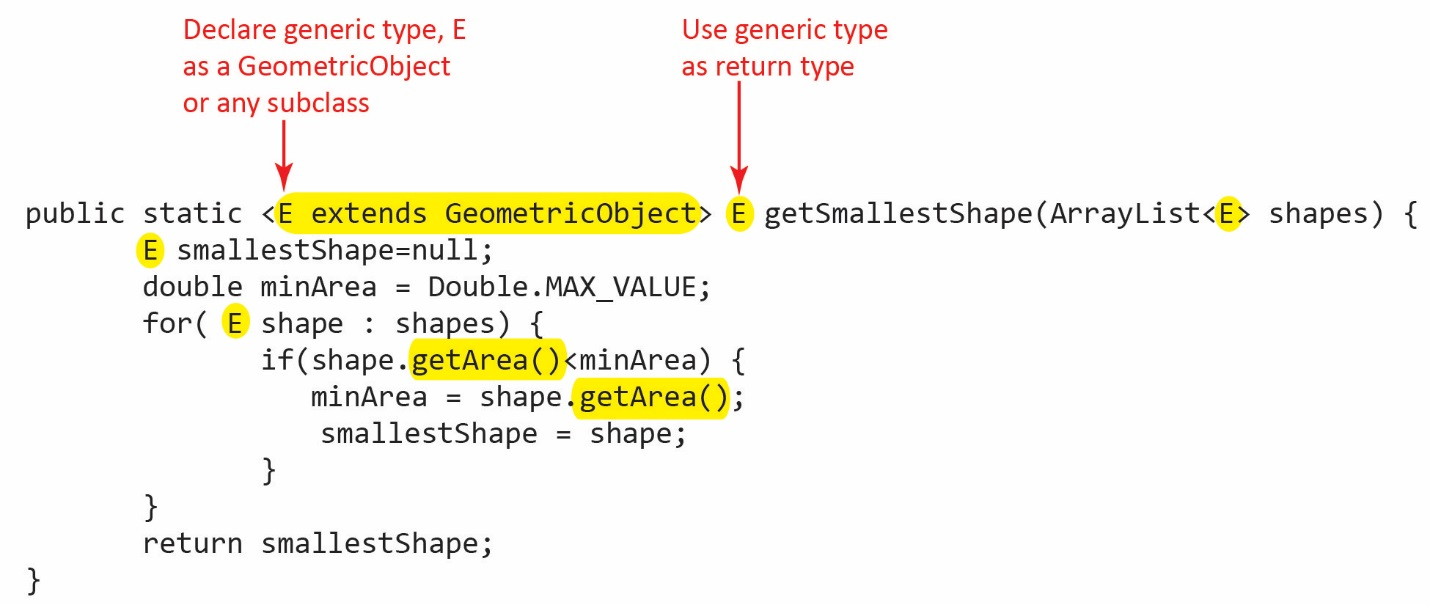 Declare generic type, E
as a GeometricObject
or any subclass
Use generic type
as return type
public static <E extends GeometricObject> E getSmallestShape(ArrayList<E> shapes) {
E smallestShape=null;
double minArea = Double.MAX_VALUE;
for( E shape : shapes) {
if(shape.getArea()<minArea) {
minArea = shape.getArea();
smallestShape = shape;
}
}
return smallestShape;
}